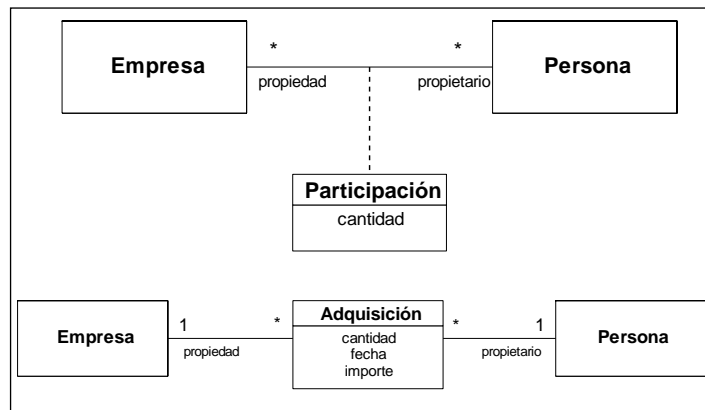 * *
Empresa Persona
propiedad propietario
Participación
cantidad
Adquisición
1 * * 1
Empresa cantidad Persona
propiedad fecha propietario
importe